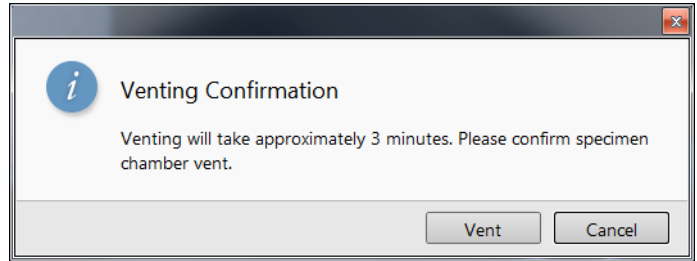 Venting Confirmation
Venting will take approximately 3 minutes. Please confirm specimen
chamber vent.
Vent Cancel